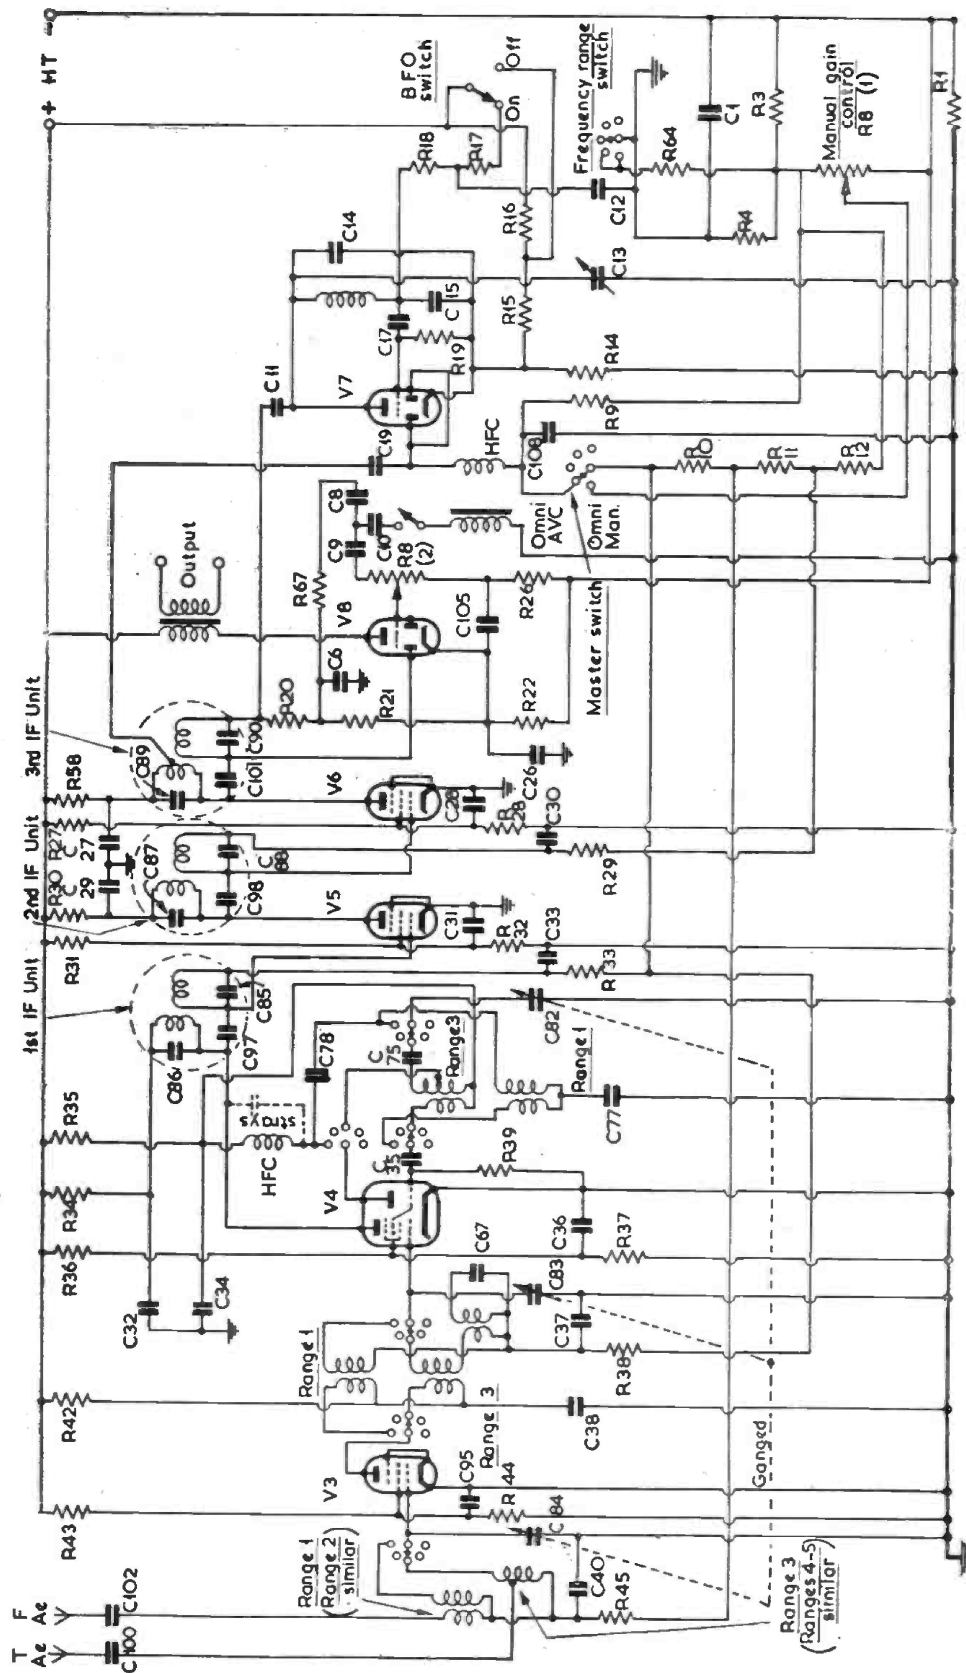 T Ae
F Ae
C100
C102
R43
R42
R36
R34
R35
1st IF Unit
2nd IF Unit
3rd IF Unit
R31
R30
R27
R58
C29
C27
+ HT -
C32
C34
C86
C97
C85
C87
C98
C88
C89
C101
C90
Output
strays
HFC
C78
R20
C6
R21
R67
C11
C14
BFO switch
Off
On
Range 1
(Range 2 similar)
Range 1
V3
V4
V5
V6
V8
V7
C9
C8
C10
R8 (2)
C19
C17
C15
R19
R18
R17
C95
R44
Range 3
C67
C35
R39
C75
Range 3
C31
R32
C28
R28
C105
R22
R26
HFC
R15
R16
C84
C40
R45
C38
C37
C83
R38
C36
R37
C77
Range 1
C82
C33
R33
C30
R29
C26
C108
Omni AVC
Omni Man.
Master switch
R9
R14
C13
C12
Frequency range switch
R64
R4
C1
R3
R10
R11
R12
Range 3
(Ranges 4-5 similar)
Ganged
Manual gain control
R8 (1)
R1